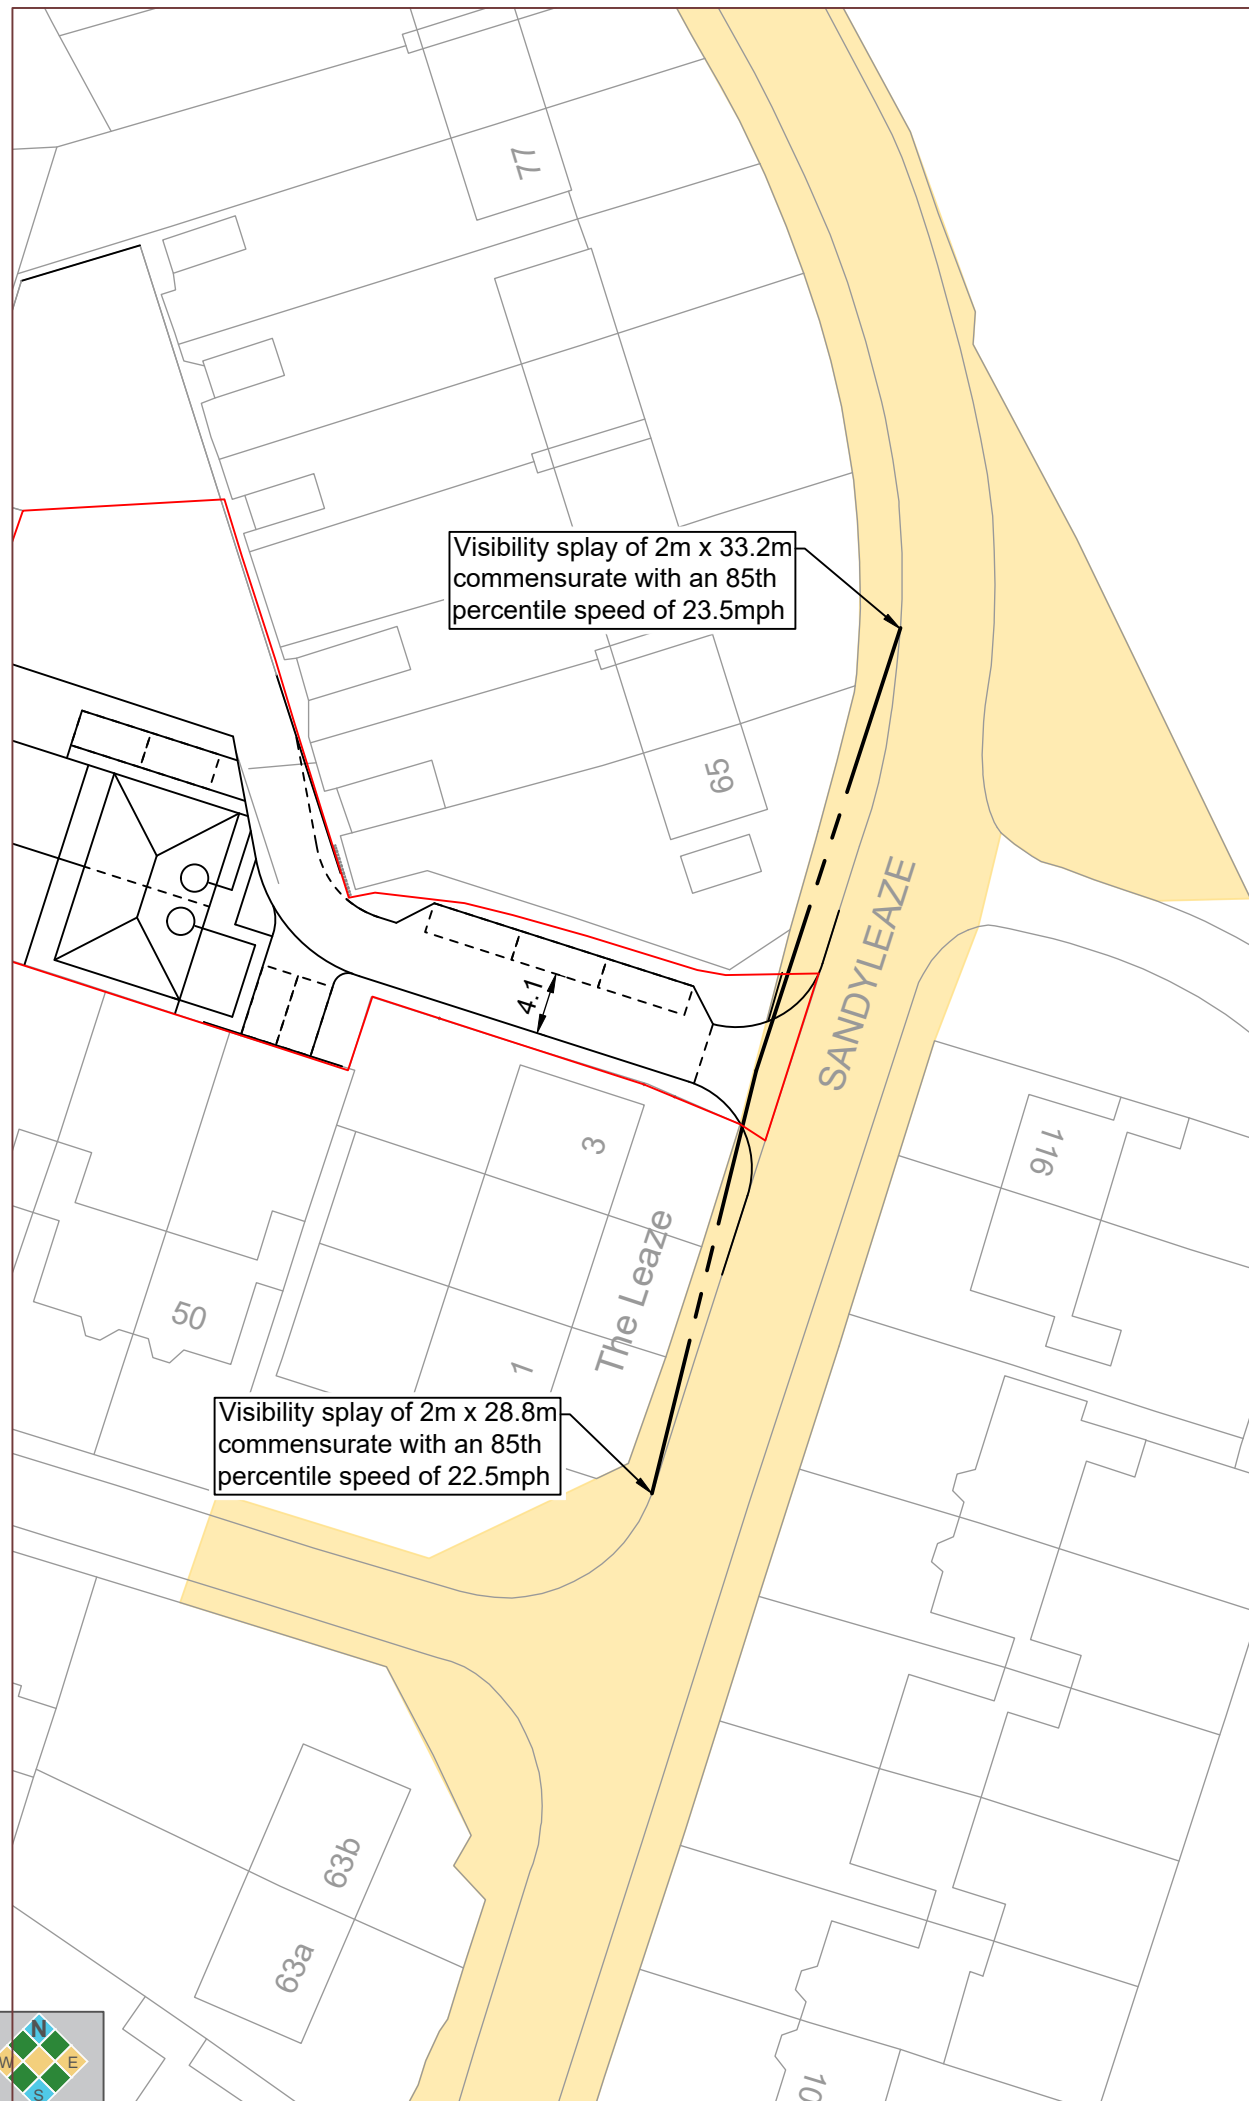 77
Visibility splay of 2m x 33.2m
commensurate with an 85th
percentile speed of 23.5mph
65
SANDYLEAZE
4.1
3
116
The Leaze
50
1
Visibility splay of 2m x 28.8m
commensurate with an 85th
percentile speed of 22.5mph
63b
63a
N
W
E
S